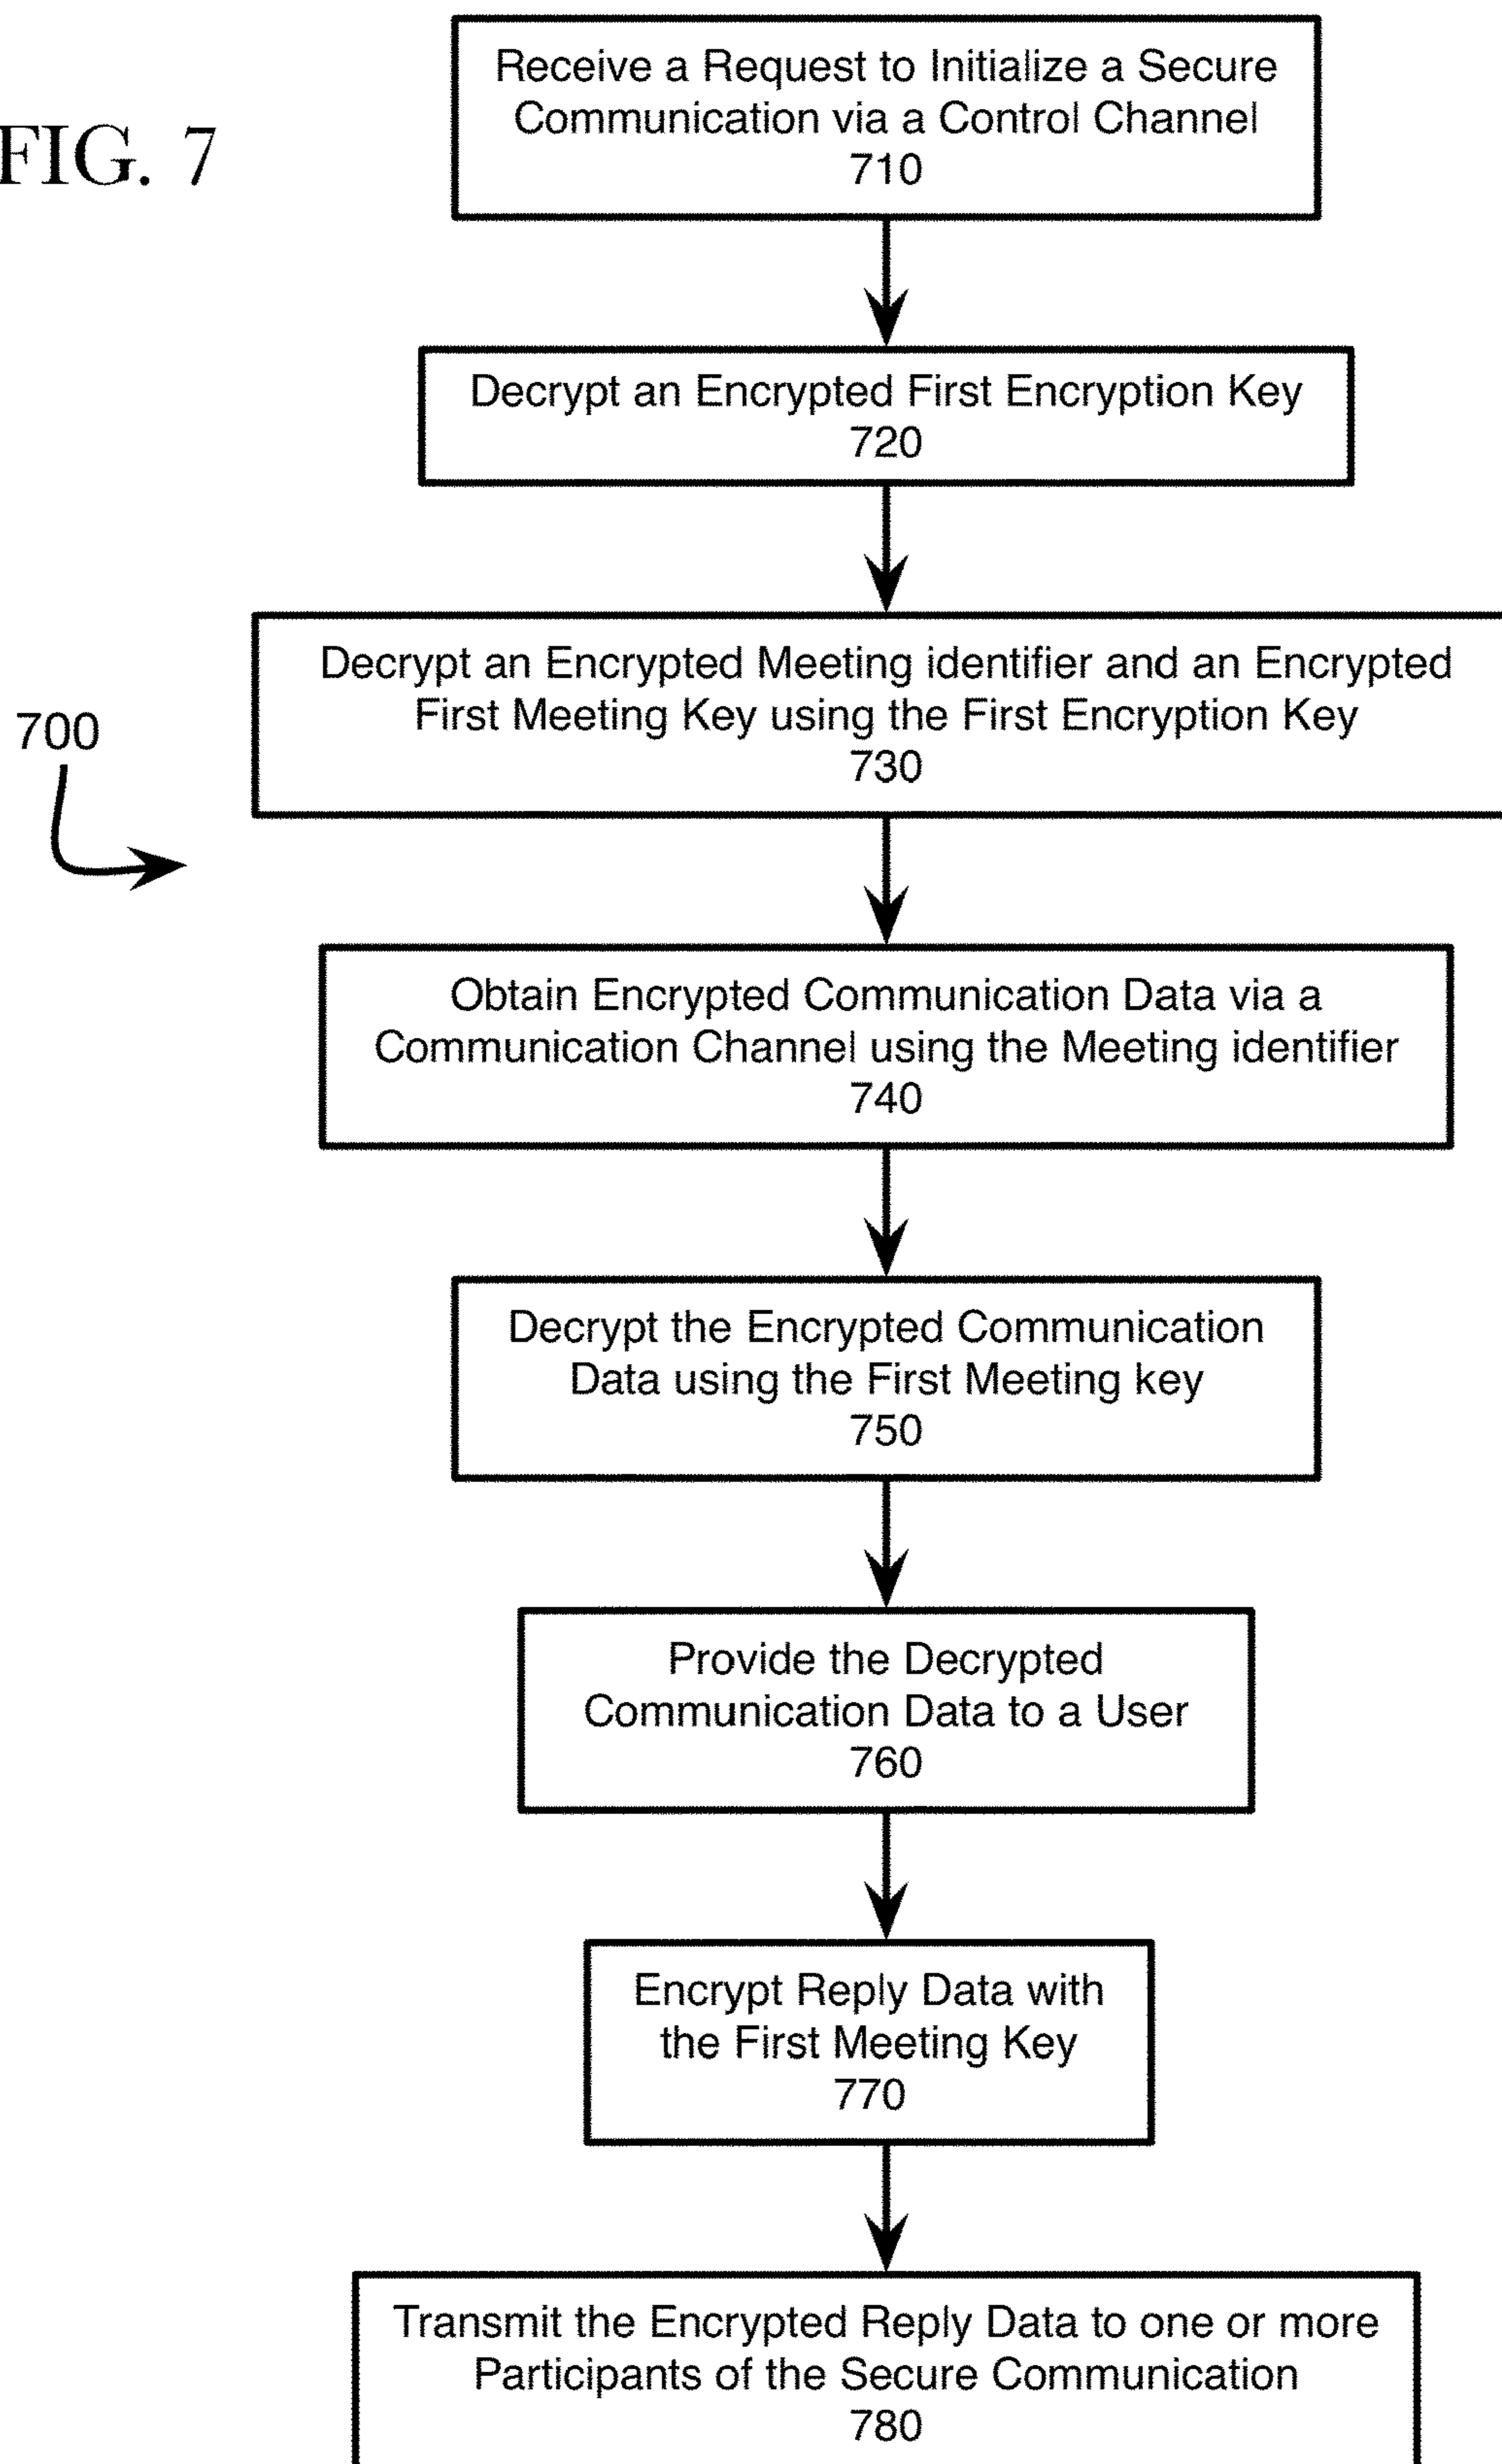 FIG. 7
Receive a Request to Initialize a Secure
Communication via a Control Channel
710
Decrypt an Encrypted First Encryption Key
720
700
Decrypt an Encrypted Meeting identifier and an Encrypted
First Meeting Key using the First Encryption Key
730
Obtain Encrypted Communication Data via a
Communication Channel using the Meeting identifier
740
Decrypt the Encrypted Communication
Data using the First Meeting key
750
Provide the Decrypted
Communication Data to a User
760
Encrypt Reply Data with
the First Meeting Key
770
Transmit the Encrypted Reply Data to one or more
Participants of the Secure Communication
780